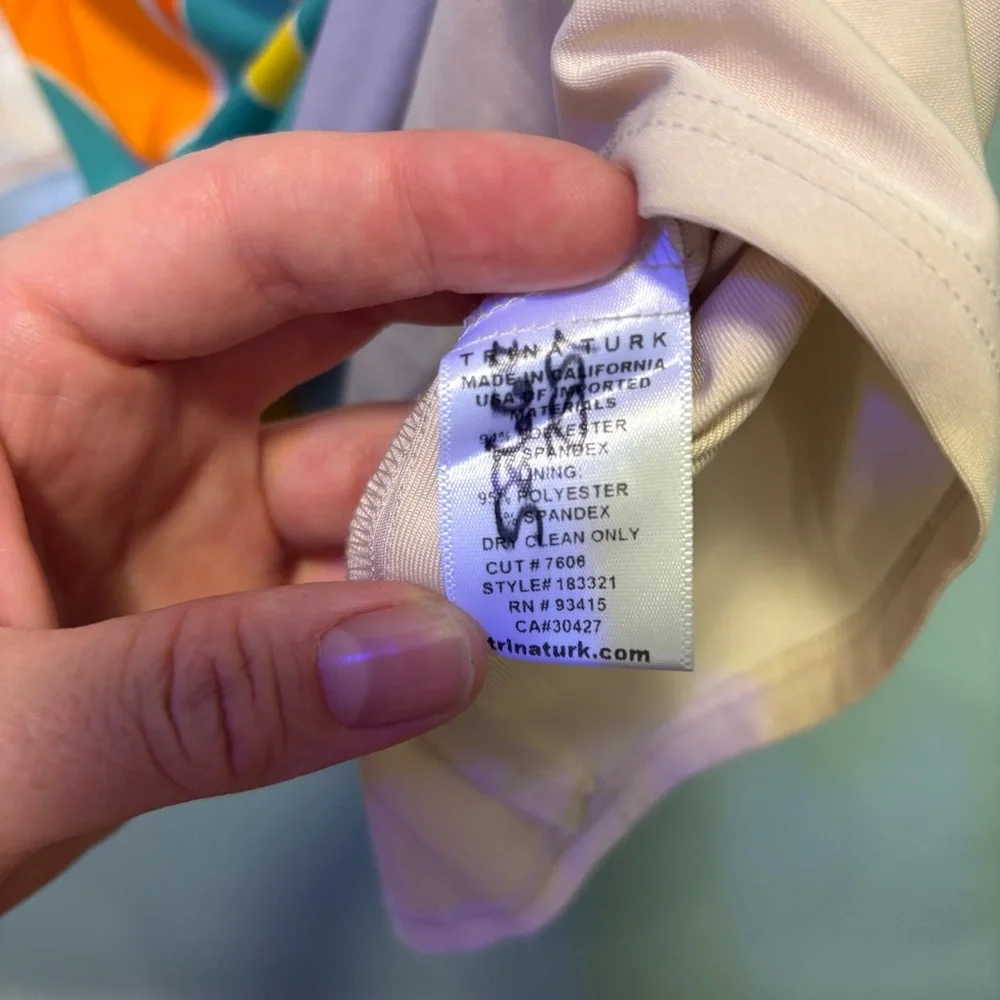 TRINA TURK
MADE IN CALIFORNIA
USA OF IMPORTED
MATERIALS
POLYESTER
SPANDEX
LINING:
95% POLYESTER
SPANDEX
DRY CLEAN ONLY
CUT # 7606
STYLE# 183321
RN # 93415
CA#30427
trinaturk.com